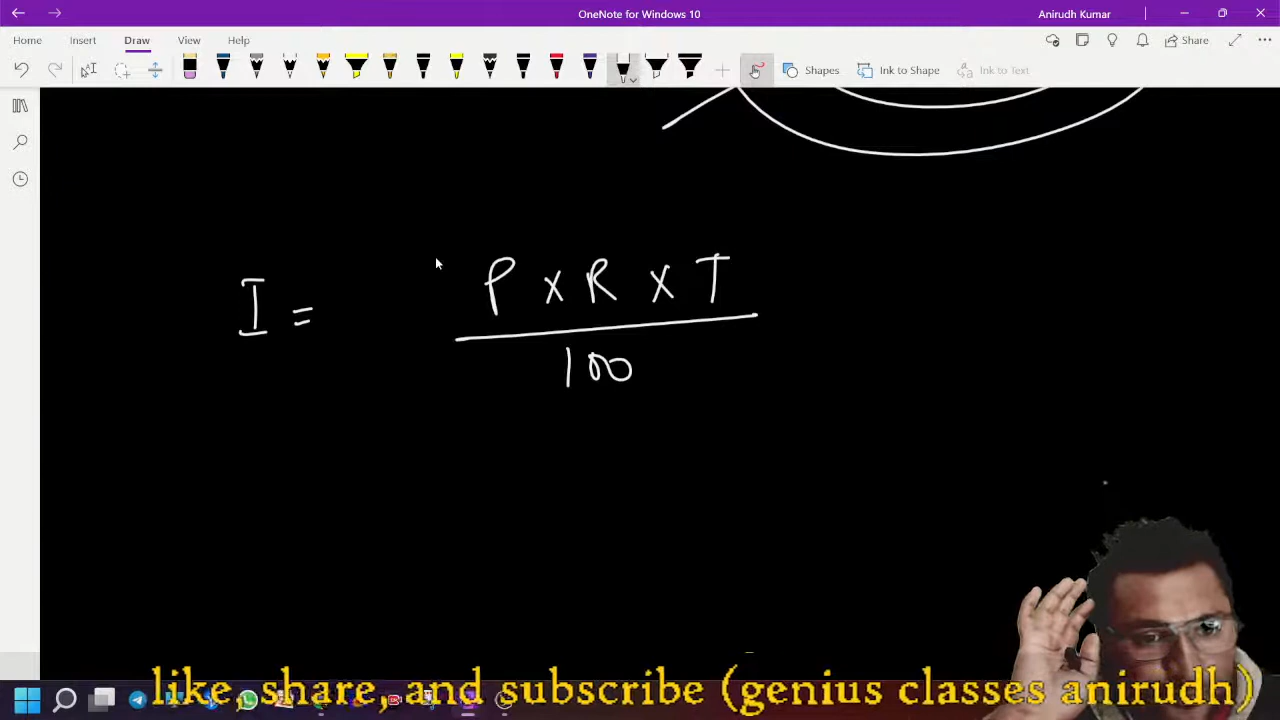 OneNote for Windows 10
Anirudh Kumar
Home Insert Draw View Help
Share
Shapes Ink to Shape Ink to Text
I = P x R x T
100
like, share, and subscribe (genius classes anirudh)